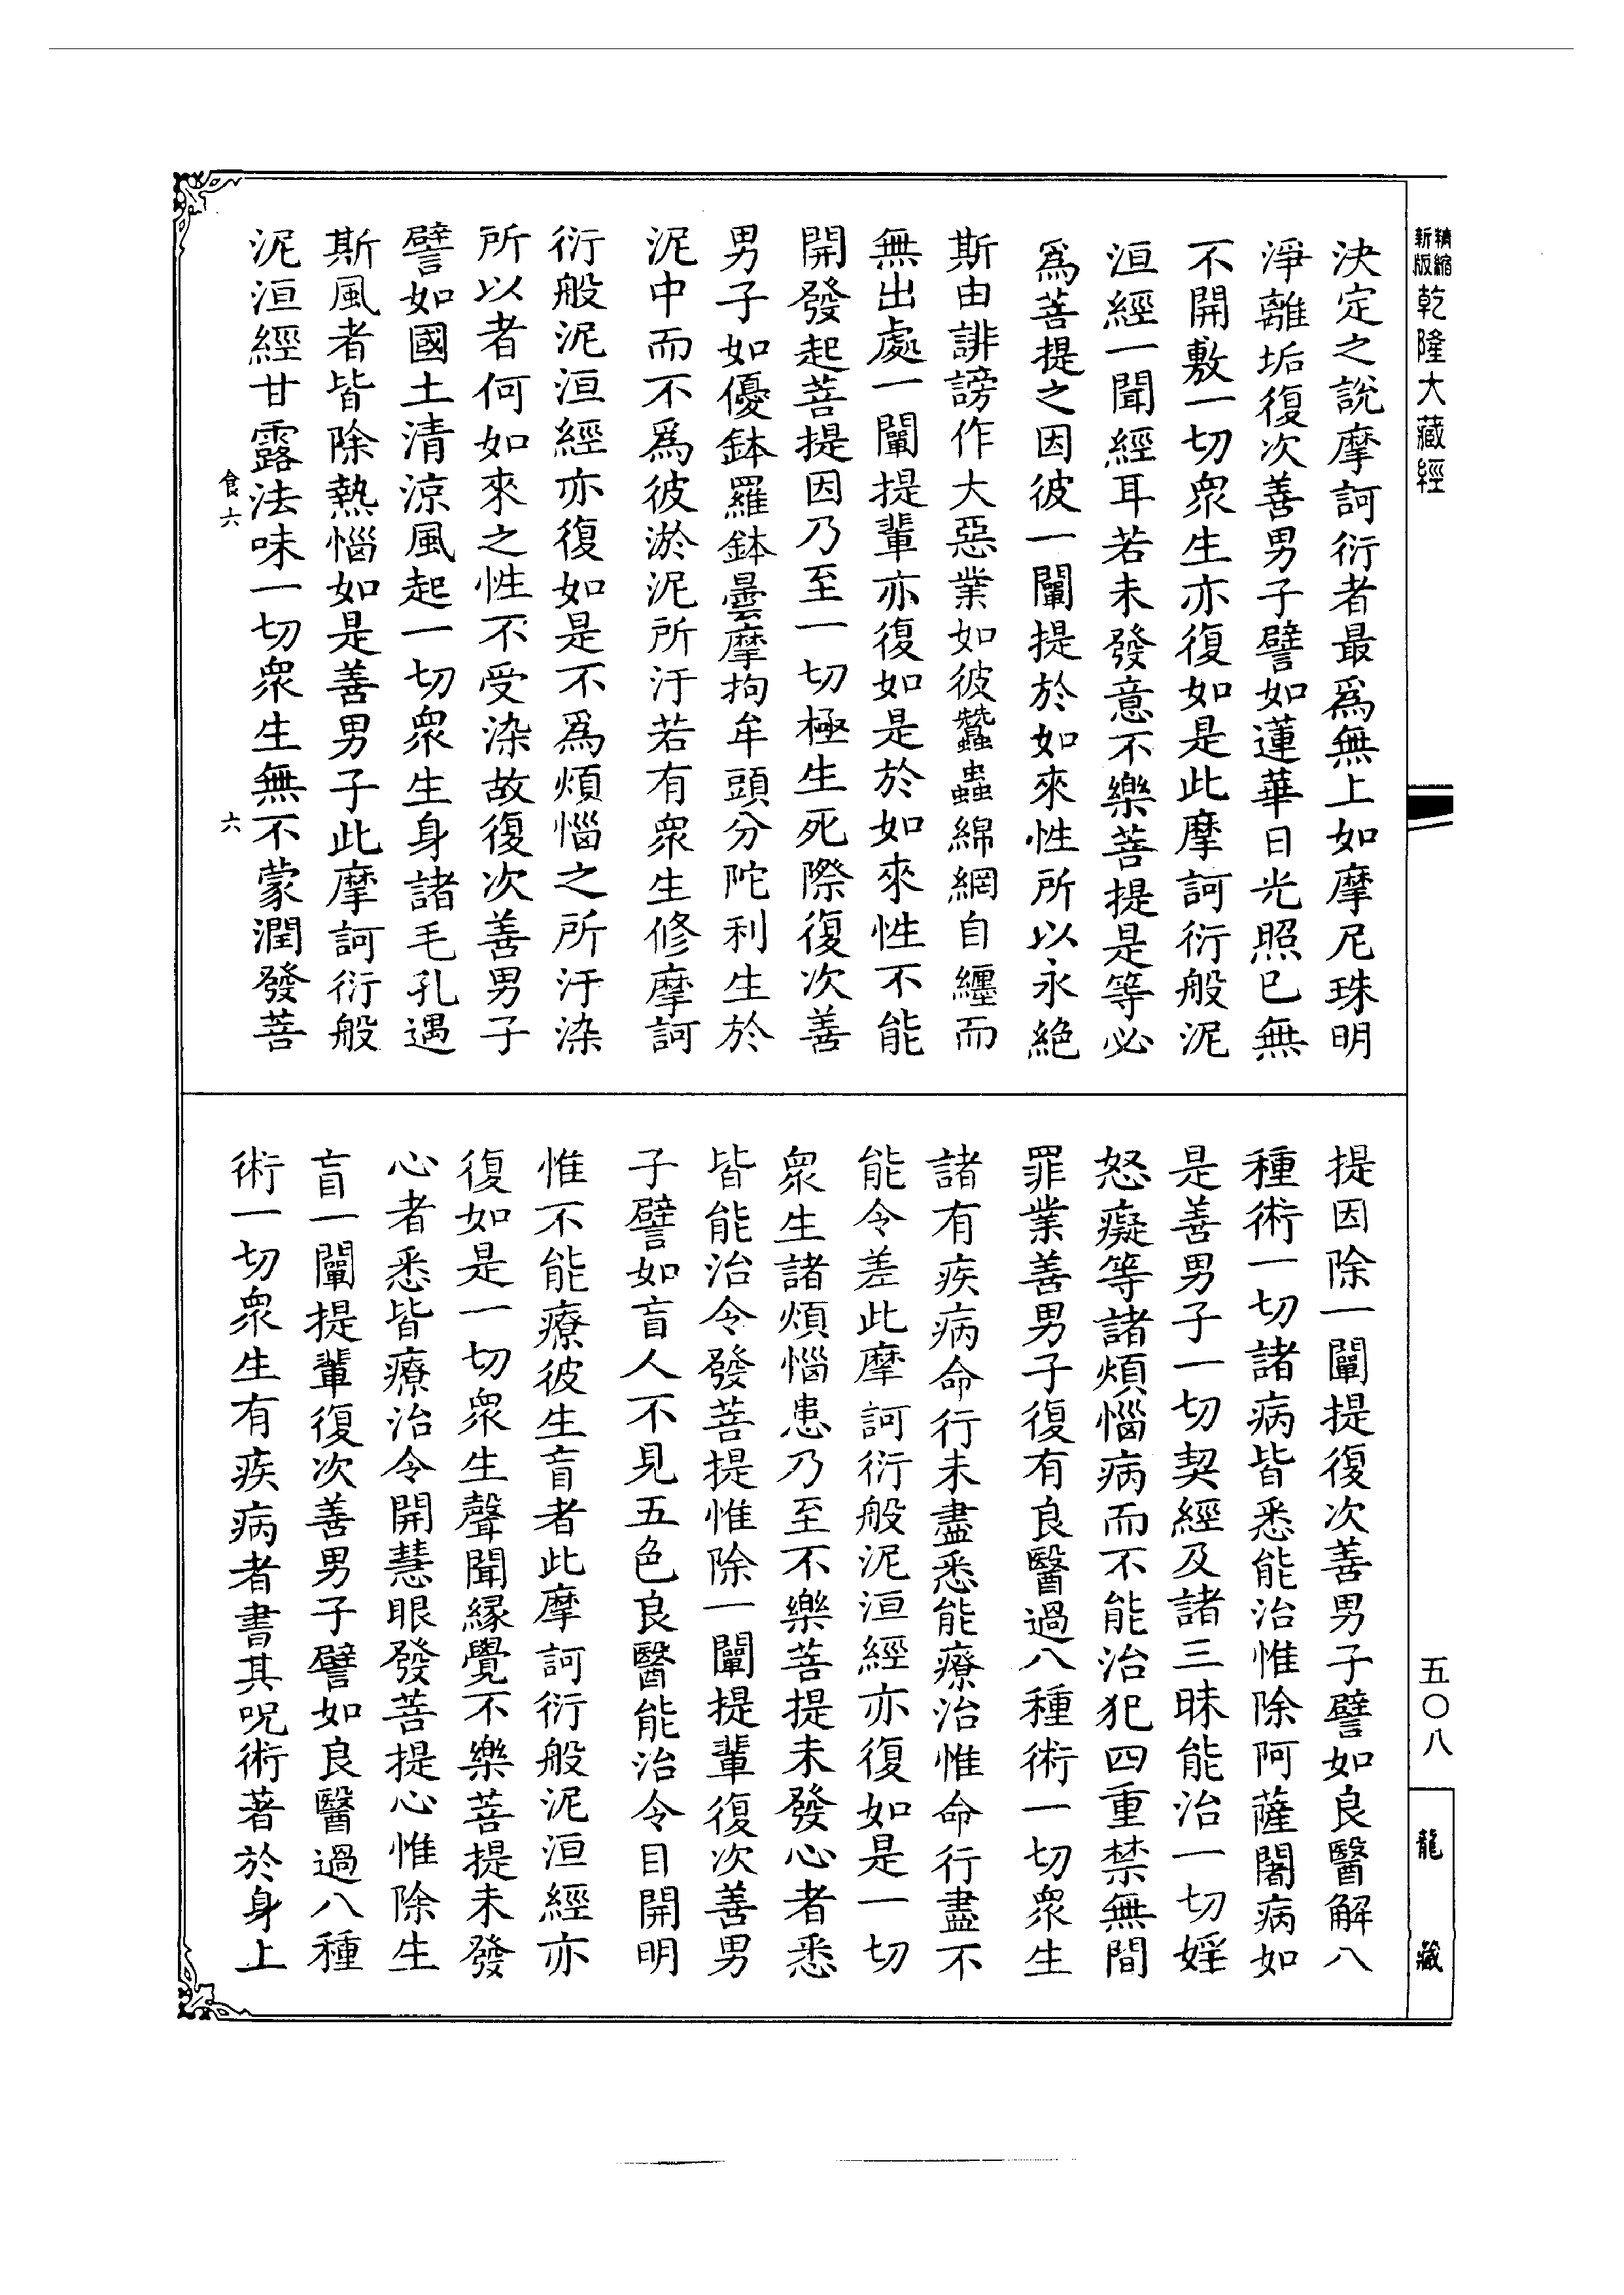 精縮新版乾隆大藏經
決定之說摩訶衍者最爲無上如摩尼珠明
淨離垢復次善男子譬如蓮華日光照已無
不開敷一切衆生亦復如是此摩訶衍般泥
洹經一聞經耳若未發意不樂菩提是等必
爲菩提之因彼一闡提於如來性所以永絕
斯由誹謗作大惡業如彼蠶蟲綿網自纏而
無出處一闡提輩亦復如是於如來性不能
開發起菩提因乃至一切極生死際復次善
男子如優鉢羅鉢曇摩拘牟頭分陀利生於
泥中而不爲彼淤泥所汙若有衆生修摩訶
衍般泥洹經亦復如是不爲煩惱之所汙染
所以者何如來之性不受染故復次善男子
譬如國土清涼風起一切衆生身諸毛孔遇
斯風者皆除熱惱如是善男子此摩訶衍般
泥洹經甘露法味一切衆生無不蒙潤發菩
食六
六
提因除一闡提復次善男子譬如良醫解八
種術一切諸病皆悉能治惟除阿薩闍病如
是善男子一切契經及諸三昧能治一切婬
怒癡等諸煩惱病而不能治犯四重禁無間
罪業善男子復有良醫過八種術一切衆生
諸有疾病命行未盡悉能療治惟命行盡不
能令差此摩訶衍般泥洹經亦復如是一切
衆生諸煩惱患乃至不樂菩提未發心者悉
皆能治令發菩提惟除一闡提輩復次善男
子譬如盲人不見五色良醫能治令目開明
惟不能療彼生盲者此摩訶衍般泥洹經亦
復如是一切衆生聲聞緣覺不樂菩提未發
心者悉皆療治令開慧眼發菩提心惟除生
盲一闡提輩復次善男子譬如良醫過八種
術一切衆生有疾病者書其呪術著於身上
五〇八
龍藏